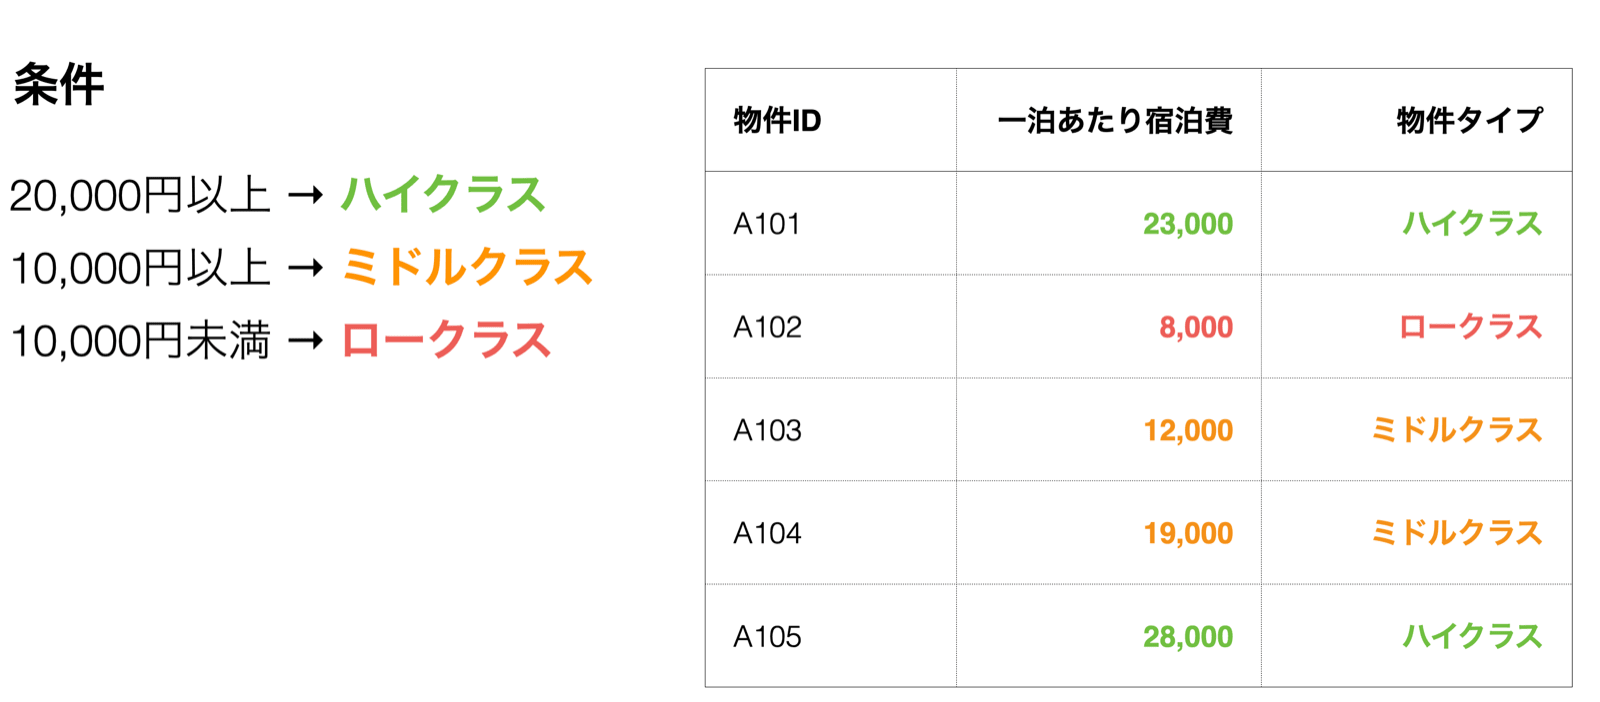 条件
20,000円以上 → ハイクラス
10,000円以上 → ミドルクラス
10,000円未満 → ロークラス
物件ID 一泊あたり宿泊費 物件タイプ
A101 23,000 ハイクラス
A102 8,000 ロークラス
A103 12,000 ミドルクラス
A104 19,000 ミドルクラス
A105 28,000 ハイクラス